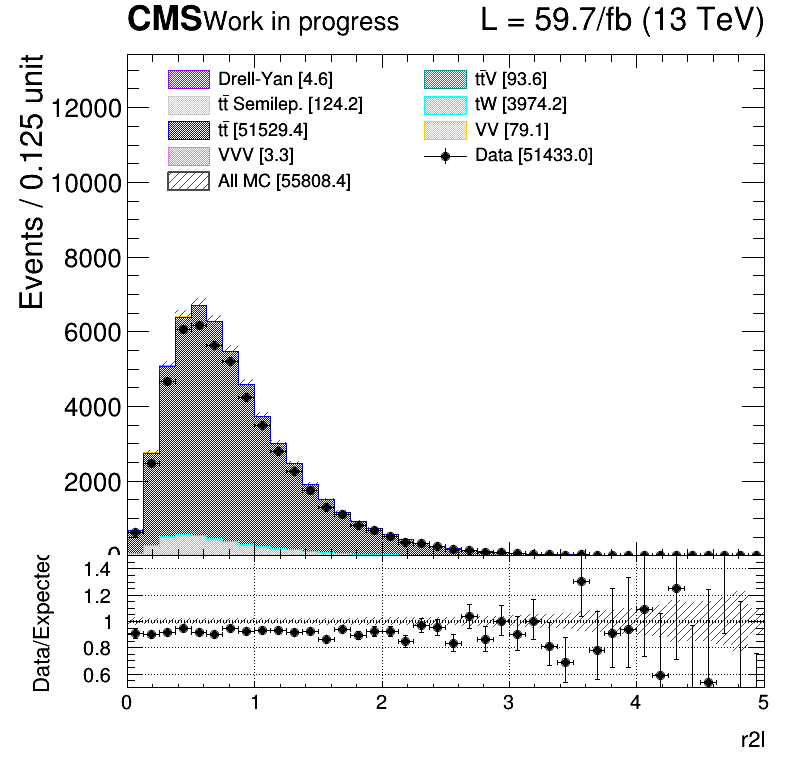 CMS Work in progress L = 59.7/fb (13 TeV)
Events / 0.125 unit
Drell-Yan [4.6]
tt̄ Semilep. [124.2]
tt̄ [51529.4]
VVV [3.3]
All MC [55808.4]
tt̄V [93.6]
tW [3974.2]
VV [79.1]
Data [51433.0]
12000
10000
8000
6000
4000
2000
0
Data/Expected
1.4
1.2
1
0.8
0.6
0 1 2 3 4 5
r2l